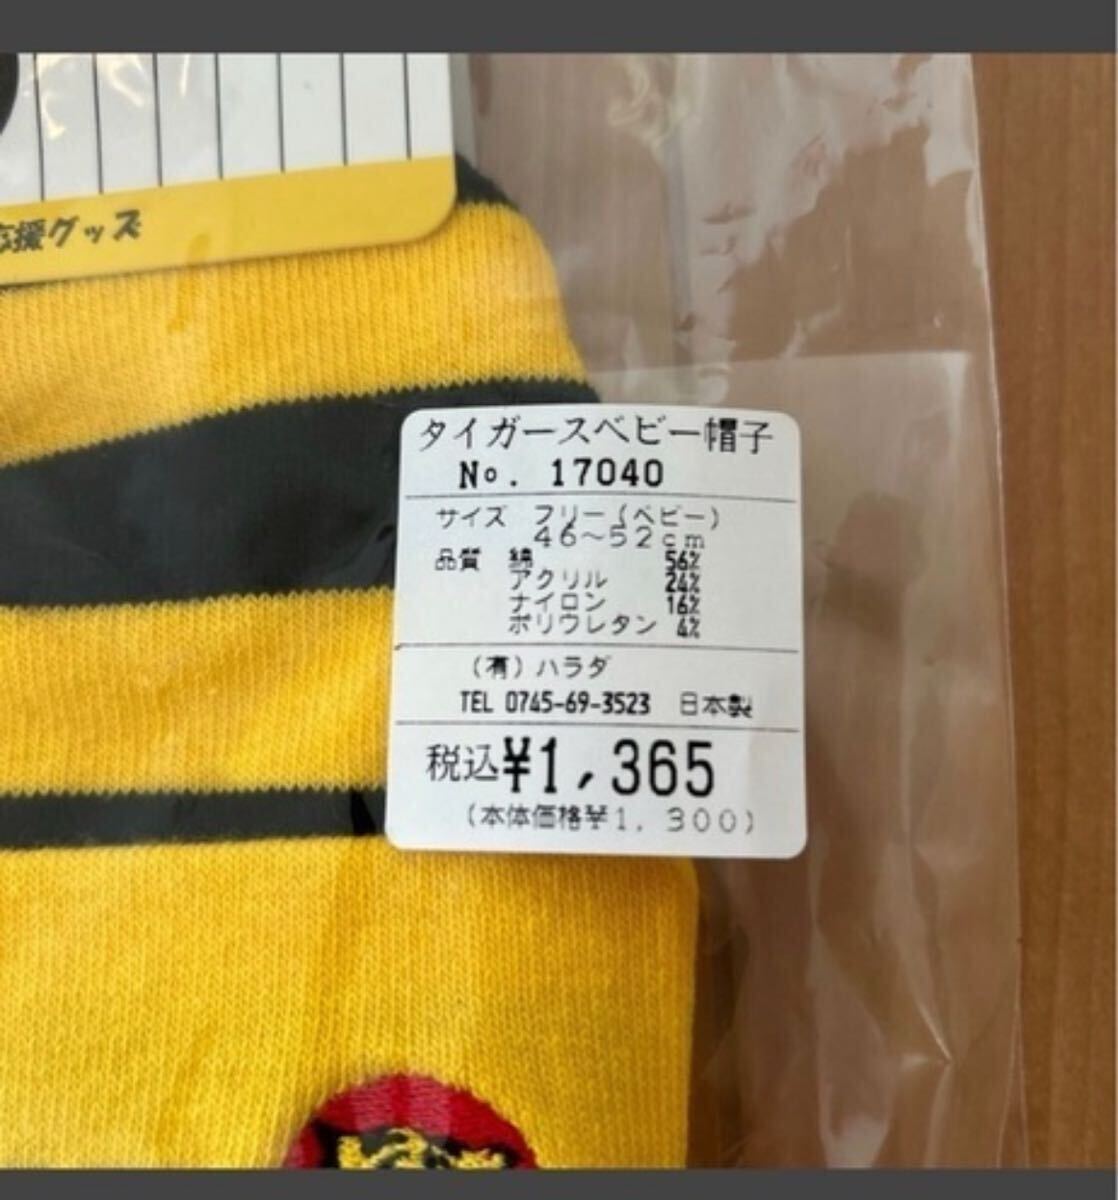 応援グッズ
タイガースベビー帽子
No. 17040
サイズ フリー(ベビー)
46～52cm
品質 綿 56%
アクリル 24%
ナイロン 16%
ポリウレタン 4%
(有)ハラダ
TEL 0745-69-3523 日本製
税込¥1,365
(本体価格¥1,300)